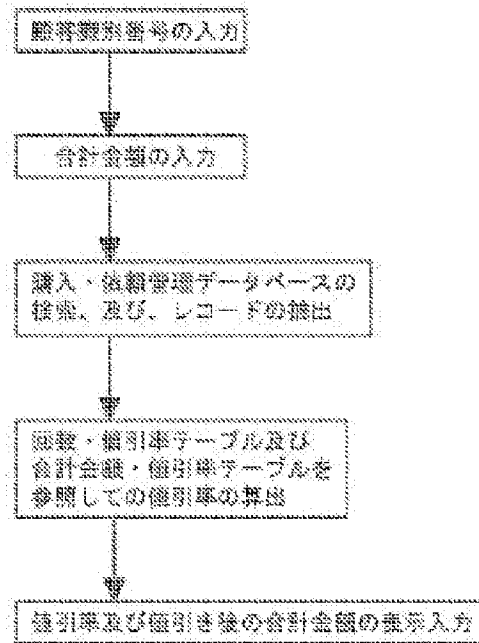 顧客識別番号の入力
合計金額の入力
購入・依頼管理データベースの
検索、及び、レコードの抽出
回数・値引率テーブル及び
合計金額・値引率テーブルを
参照しての値引率の算出
値引率及び値引き後の合計金額の表示入力